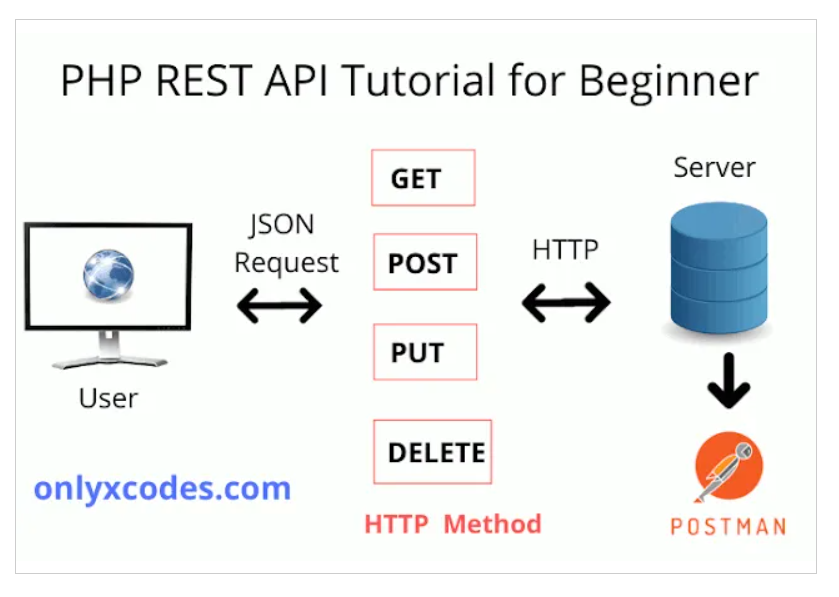 PHP REST API Tutorial for Beginner
JSON
Request
User
GET
POST
PUT
DELETE
HTTP Method
HTTP
Server
POSTMAN
onlyxcodes.com